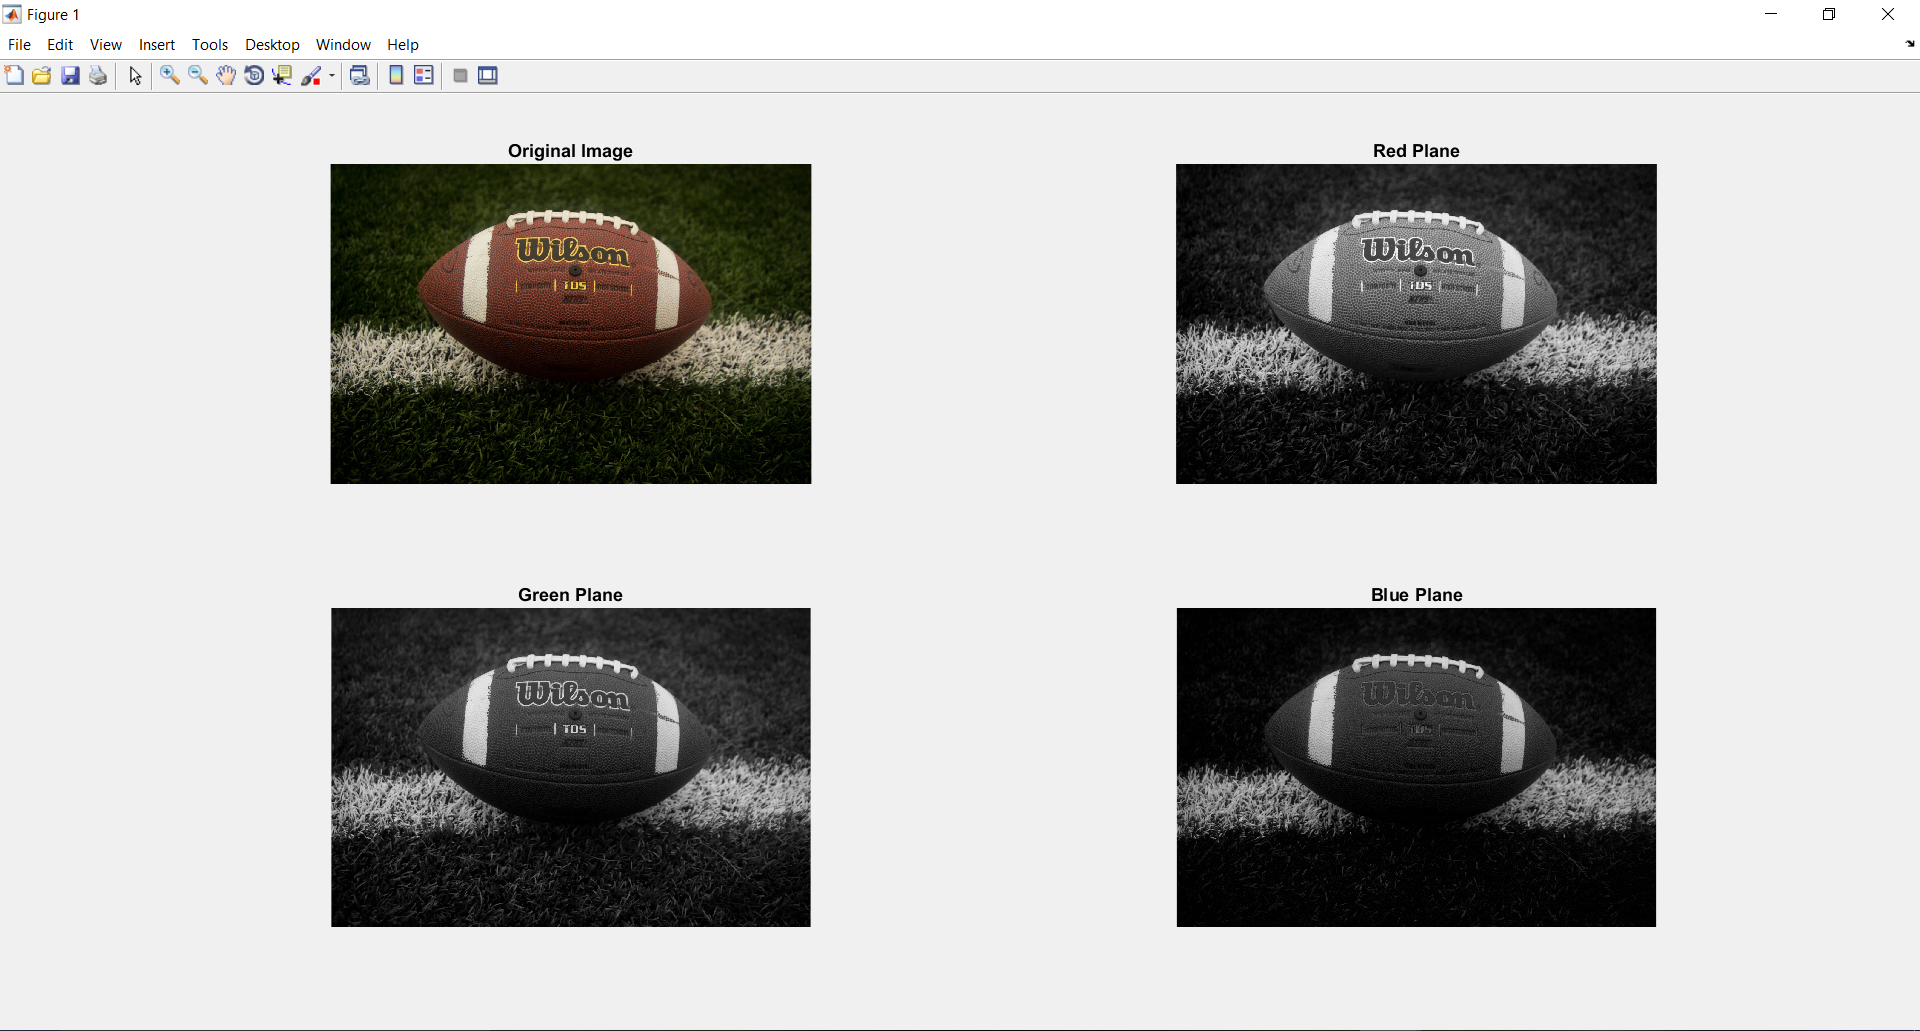 Figure 1
File Edit View Insert Tools Desktop Window Help
Original Image
Wilson
TDS
Red Plane
Wilson
TDS
Green Plane
Wilson
TDS
Blue Plane
Wilson
TDS